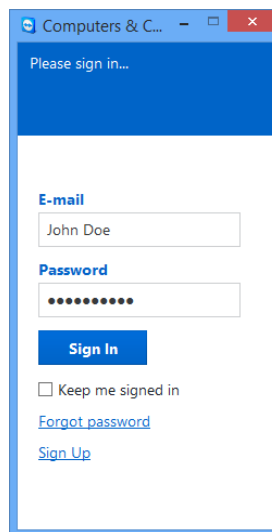 Computers & C...
Please sign in...
E-mail
John Doe
Password
●●●●●●●●●●
Sign In
Keep me signed in
Forgot password
Sign Up